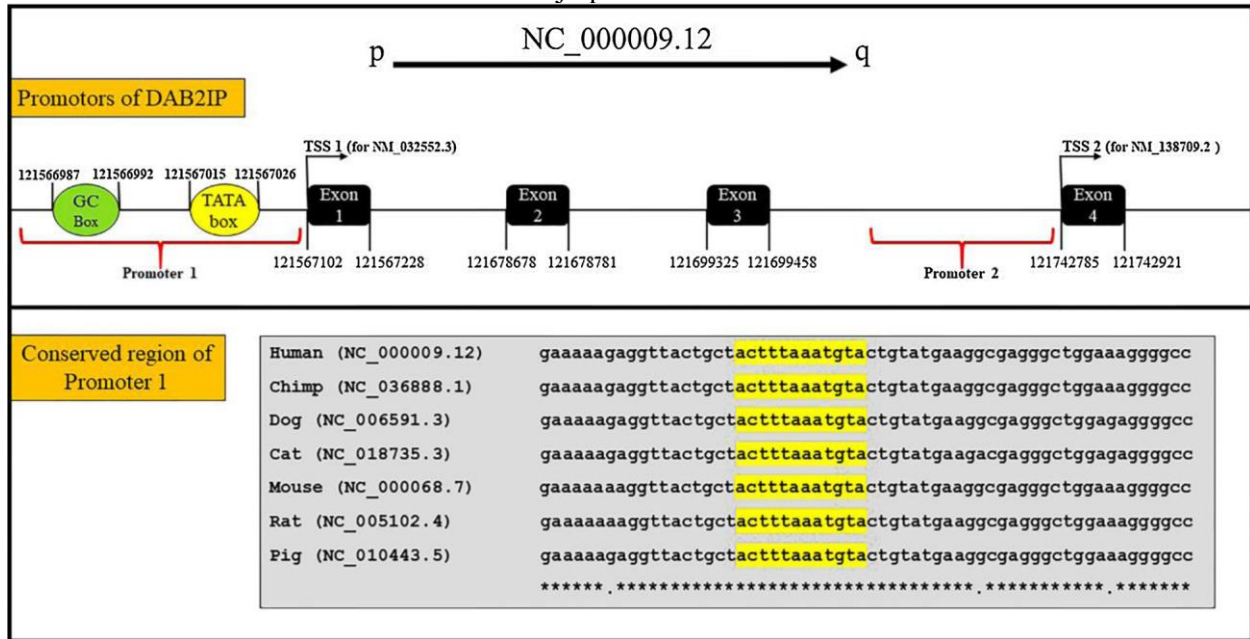 NC_000009.12
p q
Promotors of DAB2IP
TSS 1 (for NM_032552.3) TSS 2 (for NM_138709.2 )
121566987 121566992 121567015 121567026
GC Box
TATA box
Exon 1
Exon 2
Exon 3
Exon 4
121567102 121567228 121678678 121678781 121699325 121699458 121742785 121742921
Promoter 1 Promoter 2
Conserved region of
Promoter 1
Human (NC_000009.12) gaaaaagaggttactgctactttaaatgtactgtatgaaggcgagggctggaaaggggcc
Chimp (NC_036888.1) gaaaaagaggttactgctactttaaatgtactgtatgaaggcgagggctggaaaggggcc
Dog (NC_006591.3) gaaaaagaggttactgctactttaaatgtactgtatgaaggcgagggctggagaggggcc
Cat (NC_018735.3) gaaaaagaggttactgctactttaaatgtactgtatgaagacgagggctggagaggggcc
Mouse (NC_000068.7) gaaaaaaaggttactgctactttaaatgtactgtatgaaggcgagggctggaaaggggcc
Rat (NC_005102.4) gaaaaaaaggttactgctactttaaatgtactgtatgaaggcgagggctggaaaggggcc
Pig (NC_010443.5) gaaaaagaggttactgctactttaaatgtactgtatgaaggcgagggctggaaaggggcc
******.*********************************.***********.*******